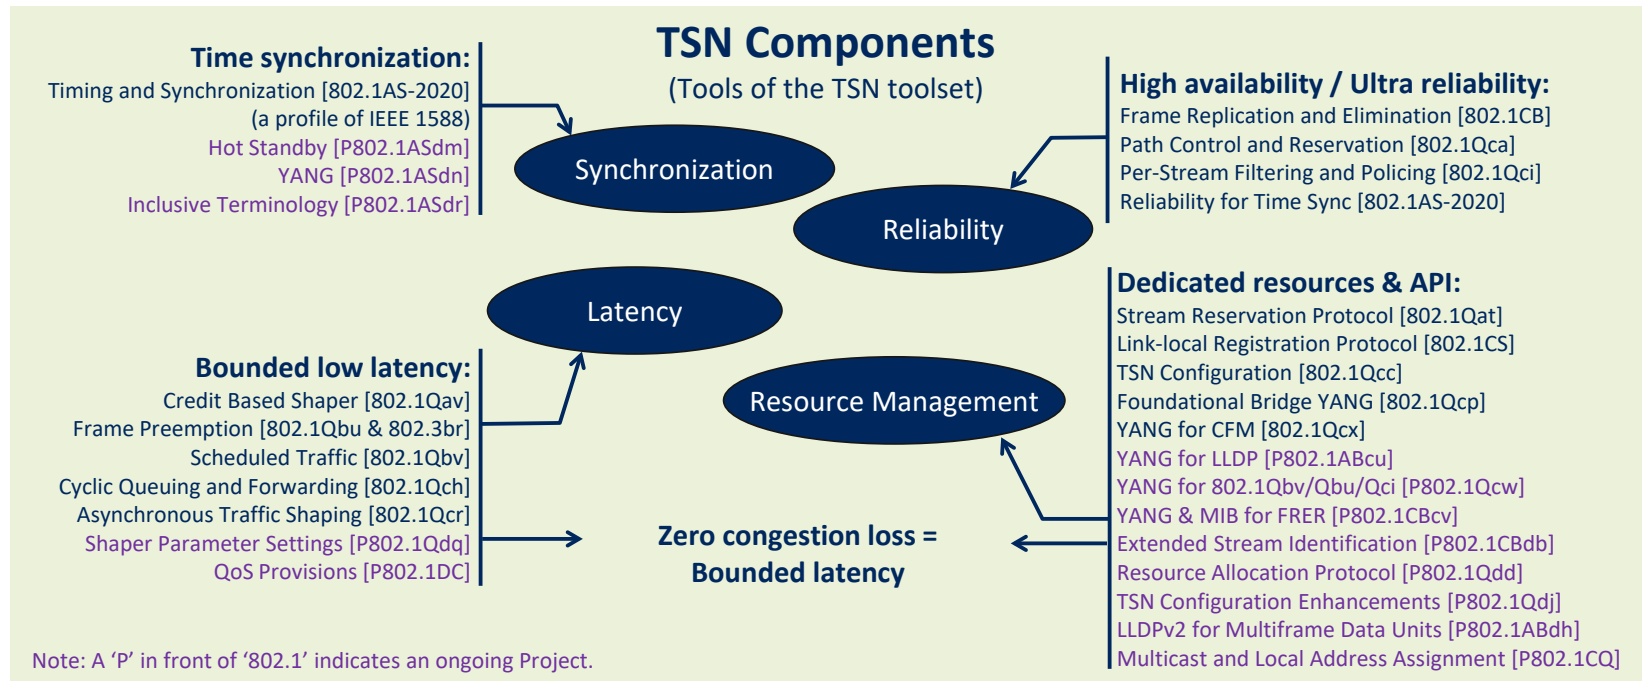 TSN Components
(Tools of the TSN toolset)
Time synchronization:
Timing and Synchronization [802.1AS-2020]
(a profile of IEEE 1588)
Hot Standby [P802.1ASdm]
YANG [P802.1ASdn]
Inclusive Terminology [P802.1ASdr]
High availability / Ultra reliability:
Frame Replication and Elimination [802.1CB]
Path Control and Reservation [802.1Qca]
Per-Stream Filtering and Policing [802.1Qci]
Reliability for Time Sync [802.1AS-2020]
Synchronization
Reliability
Latency
Resource Management
Bounded low latency:
Credit Based Shaper [802.1Qav]
Frame Preemption [802.1Qbu & 802.3br]
Scheduled Traffic [802.1Qbv]
Cyclic Queuing and Forwarding [802.1Qch]
Asynchronous Traffic Shaping [802.1Qcr]
Shaper Parameter Settings [P802.1Qdq]
QoS Provisions [P802.1DC]
Zero congestion loss =
Bounded latency
Dedicated resources & API:
Stream Reservation Protocol [802.1Qat]
Link-local Registration Protocol [802.1CS]
TSN Configuration [802.1Qcc]
Foundational Bridge YANG [802.1Qcp]
YANG for CFM [802.1Qcx]
YANG for LLDP [P802.1ABcu]
YANG for 802.1Qbv/Qbu/Qci [P802.1Qcw]
YANG & MIB for FRER [P802.1CBcv]
Extended Stream Identification [P802.1CBdb]
Resource Allocation Protocol [P802.1Qdd]
TSN Configuration Enhancements [P802.1Qdj]
LLDPv2 for Multiframe Data Units [P802.1ABdh]
Multicast and Local Address Assignment [P802.1CQ]
Note: A ‘P’ in front of ‘802.1’ indicates an ongoing Project.